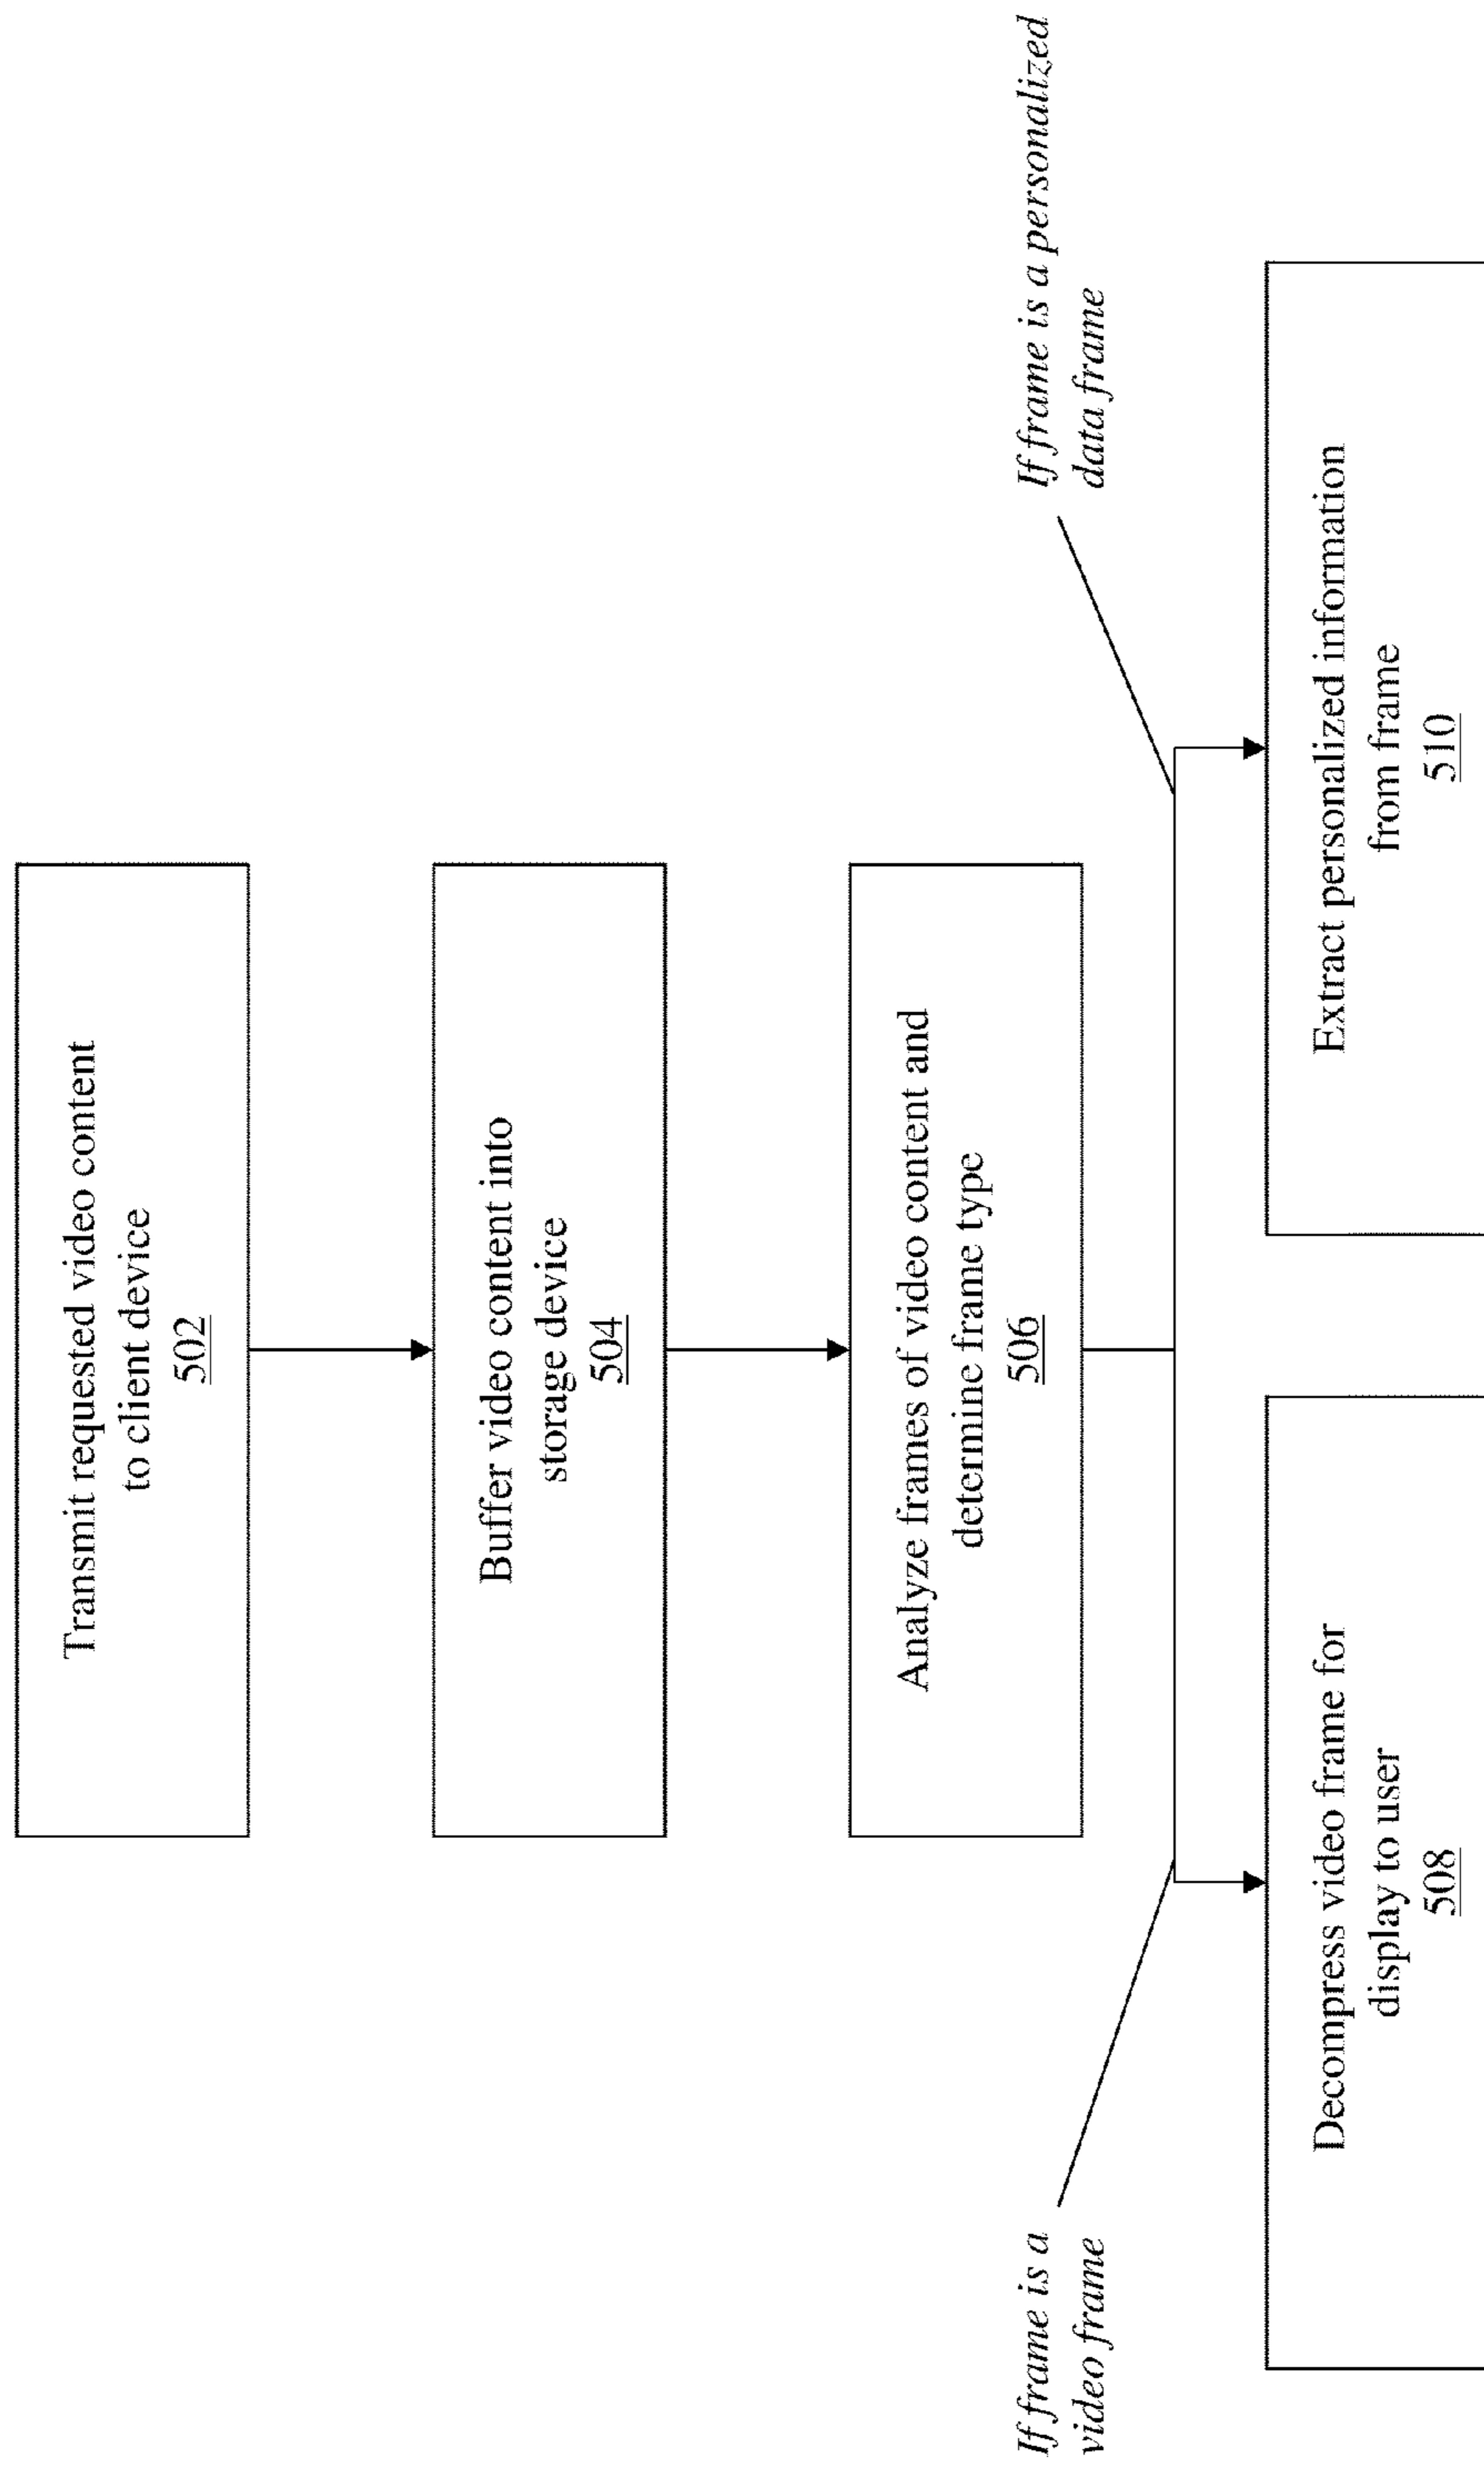 Transmit requested video content
to client device
502
Buffer video content into
storage device
504
Analyze frames of video content and
determine frame type
506
If frame is a
video frame
If frame is a personalized
data frame
Decompress video frame for
display to user
508
Extract personalized information
from frame
510